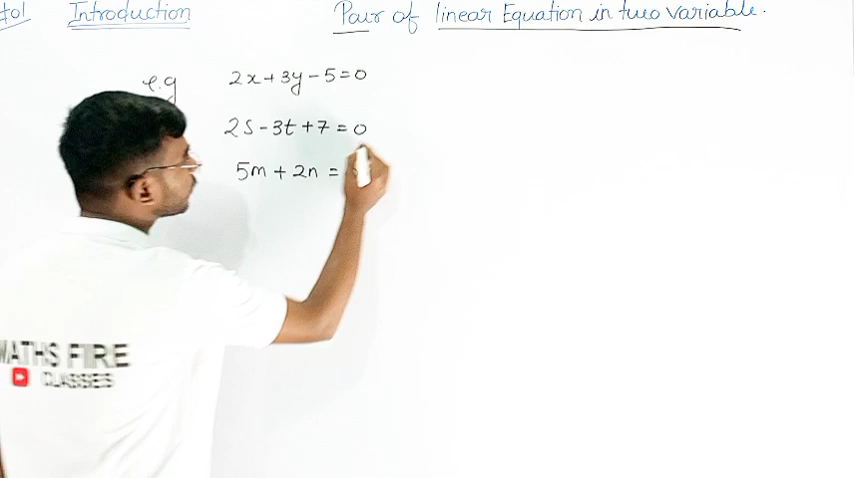 Introduction
Pair of linear Equation in two variable.
e.g 2x+3y-5=0
2s-3t+7=0
5m+2n=
MATHS FIRE
CLASSES